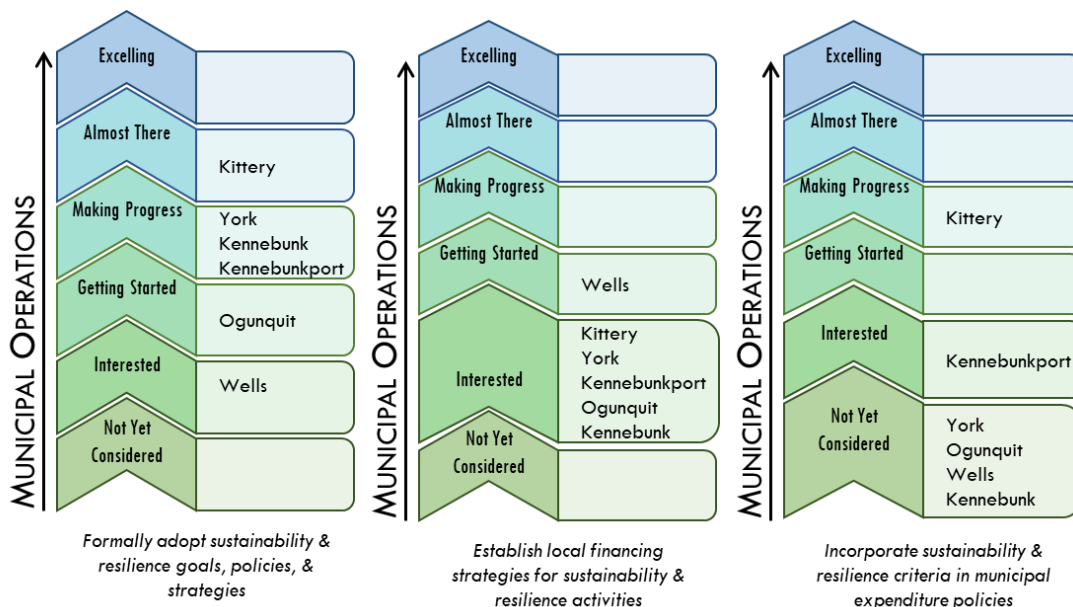 MUNICIPAL OPERATIONS
Excelling
Almost There
Kittery
Making Progress
York
Kennebunk
Kennebunkport
Getting Started
Ogunquit
Interested
Wells
Not Yet
Considered
Formally adopt sustainability &
resilience goals, policies, &
strategies
MUNICIPAL OPERATIONS
Excelling
Almost There
Making Progress
Getting Started
Wells
Interested
Kittery
York
Kennebunkport
Ogunquit
Kennebunk
Not Yet
Considered
Establish local financing
strategies for sustainability &
resilience activities
MUNICIPAL OPERATIONS
Excelling
Almost There
Making Progress
Kittery
Getting Started
Interested
Kennebunkport
Not Yet
Considered
York
Ogunquit
Wells
Kennebunk
Incorporate sustainability &
resilience criteria in municipal
expenditure policies